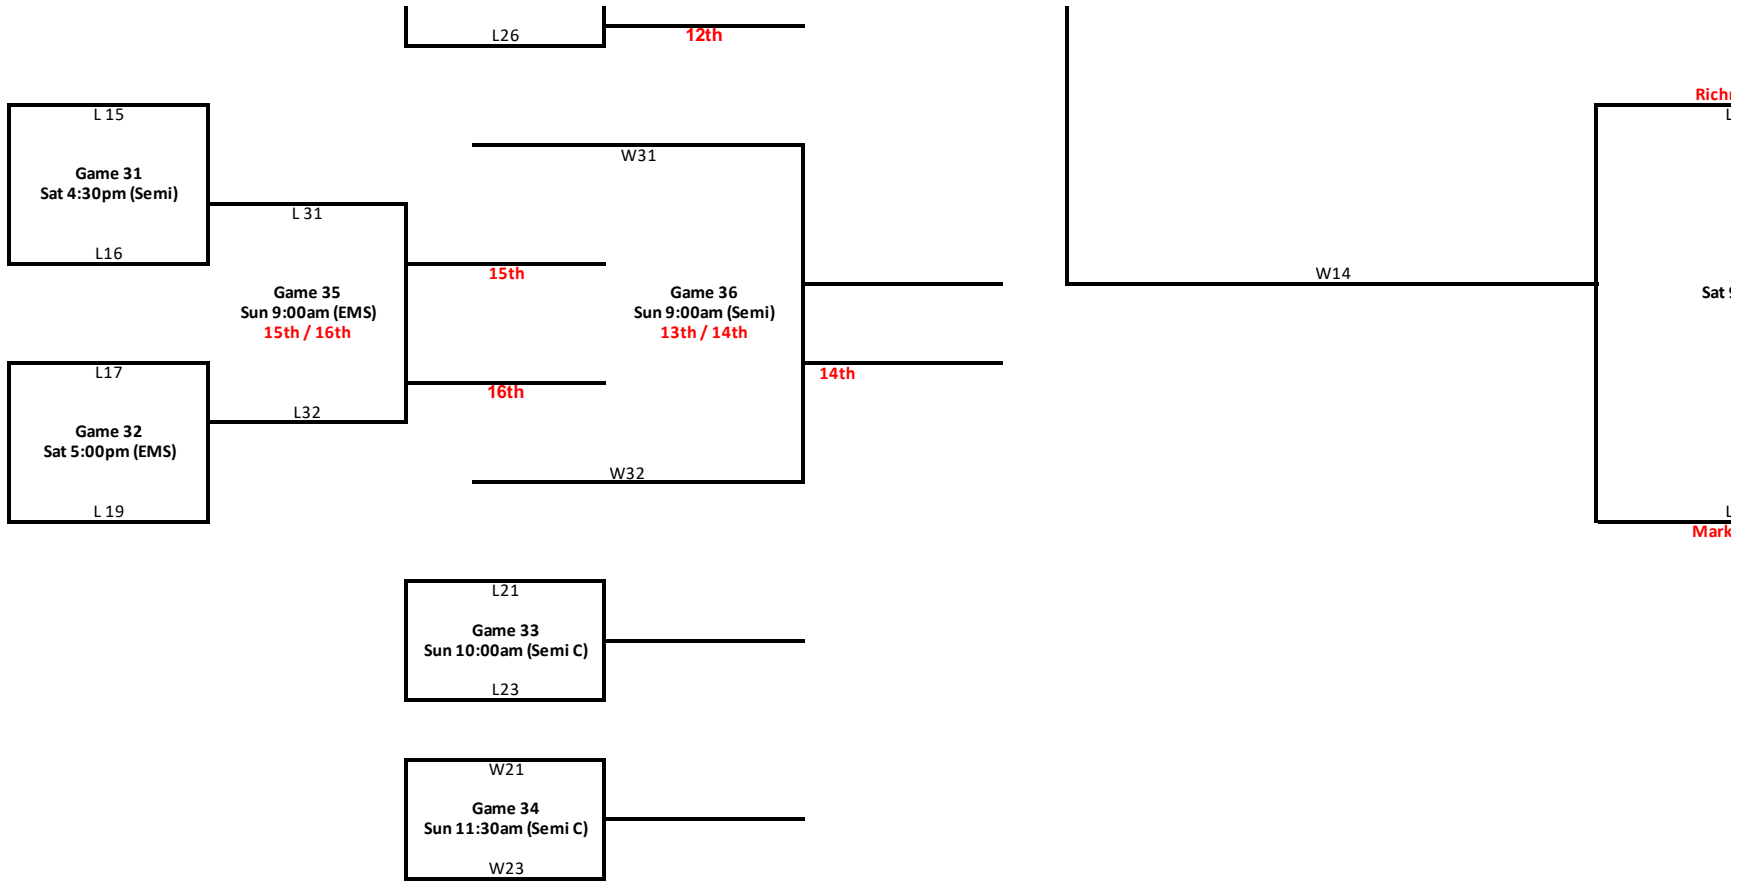 L26
12th
L 15
Game 31
Sat 4:30pm (Semi)
L16
L 31
Game 35
Sun 9:00am (EMS)
15th / 16th
L32
L17
Game 32
Sat 5:00pm (EMS)
L 19
15th
16th
W31
Game 36
Sun 9:00am (Semi)
13th / 14th
W32
14th
W14
Sat
L21
Game 33
Sun 10:00am (Semi C)
L23
W21
Game 34
Sun 11:30am (Semi C)
W23